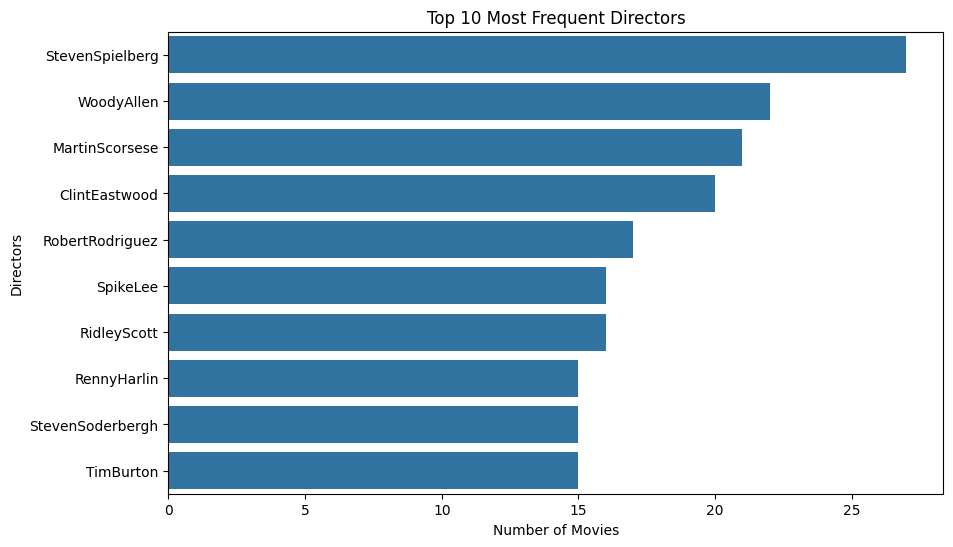 Top 10 Most Frequent Directors
StevenSpielberg
WoodyAllen
MartinScorsese
ClintEastwood
RobertRodriguez
SpikeLee
RidleyScott
RennyHarlin
StevenSoderbergh
TimBurton
Directors
0 5 10 15 20 25
Number of Movies